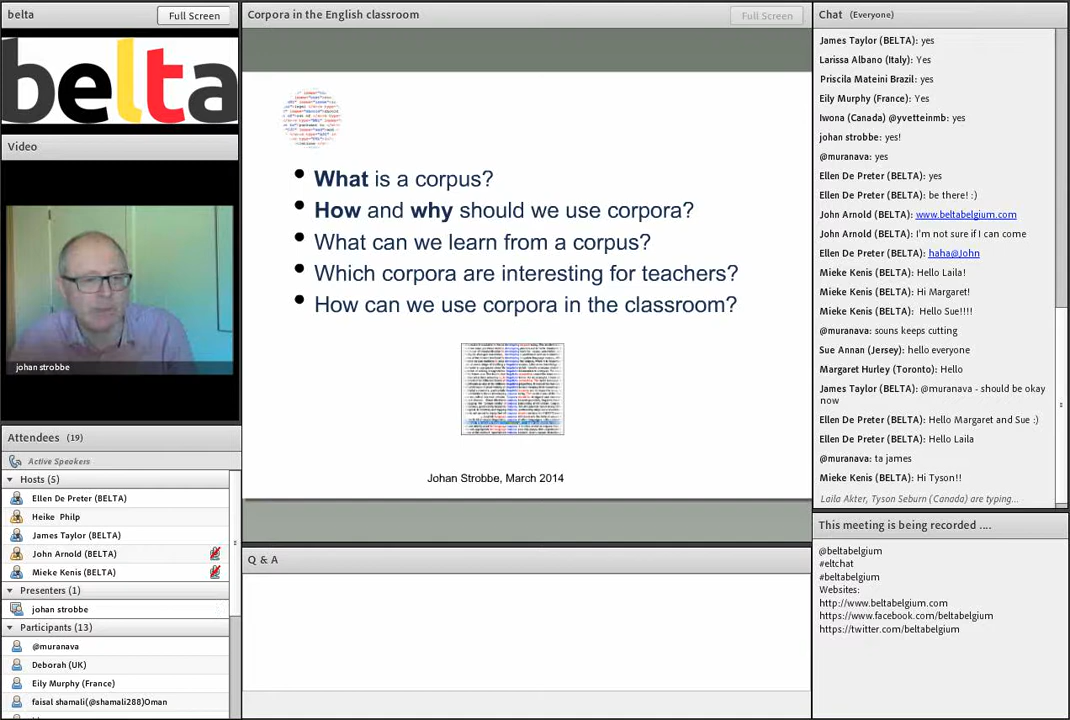 belta
Full Screen
belta
Video
johan strobbe
Attendees (19)
Active Speakers
Hosts (5)
Ellen De Preter (BELTA)
Heike Philp
James Taylor (BELTA)
John Arnold (BELTA)
Mieke Kenis (BELTA)
Presenters (1)
johan strobbe
Participants (13)
@muranava
Deborah (UK)
Eily Murphy (France)
faisal shamali(@shamali288)Oman
Corpora in the English classroom
Full Screen
• What is a corpus?
• How and why should we use corpora?
• What can we learn from a corpus?
• Which corpora are interesting for teachers?
• How can we use corpora in the classroom?
Johan Strobbe, March 2014
Q & A
Chat (Everyone)
James Taylor (BELTA): yes
Larissa Albano (Italy): Yes
Priscila Mateini Brazil: yes
Eily Murphy (France): Yes
Iwona (Canada) @yvetteinmb: yes
johan strobbe: yes!
@muranava: yes
Ellen De Preter (BELTA): yes
Ellen De Preter (BELTA): be there! :)
John Arnold (BELTA): www.beltabelgium.com
John Arnold (BELTA): I'm not sure if I can come
Ellen De Preter (BELTA): haha@John
Mieke Kenis (BELTA): Hello Laila!
Mieke Kenis (BELTA): Hi Margaret!
Mieke Kenis (BELTA): Hello Sue!!!!
@muranava: souns keeps cutting
Sue Annan (Jersey): hello everyone
Margaret Hurley (Toronto): Hello
James Taylor (BELTA): @muranava - should be okay
now
Ellen De Preter (BELTA): Hello Margaret and Sue :)
Ellen De Preter (BELTA): Hello Laila
@muranava: ta james
Mieke Kenis (BELTA): Hi Tyson!!
Laila Akter, Tyson Seburn (Canada) are typing...
This meeting is being recorded ....
@beltabelgium
#eltchat
#beltabelgium
Websites:
http://www.beltabelgium.com
https://www.facebook.com/beltabelgium
https://twitter.com/beltabelgium